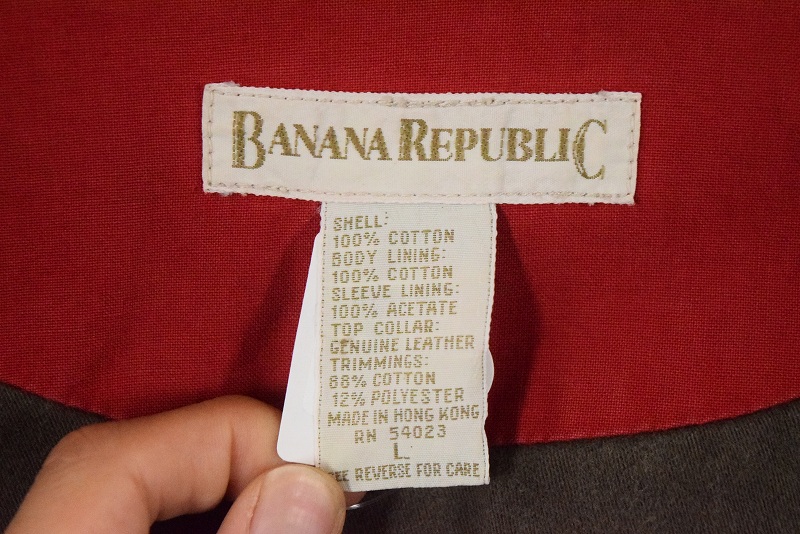 BANANA REPUBLIC
SHELL:
100% COTTON
BODY LINING:
100% COTTON
SLEEVE LINING:
100% ACETATE
TOP COLLAR:
GENUINE LEATHER
TRIMMINGS:
88% COTTON
12% POLYESTER
MADE IN HONG KONG
RN 54023
L
REVERSE FOR CARE